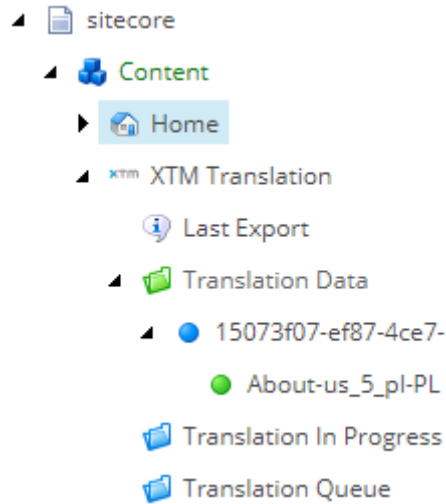 sitecore
Content
Home
xtm XTM Translation
Last Export
Translation Data
15073f07-ef87-4ce7-
About-us_5_pl-PL
Translation In Progress
Translation Queue